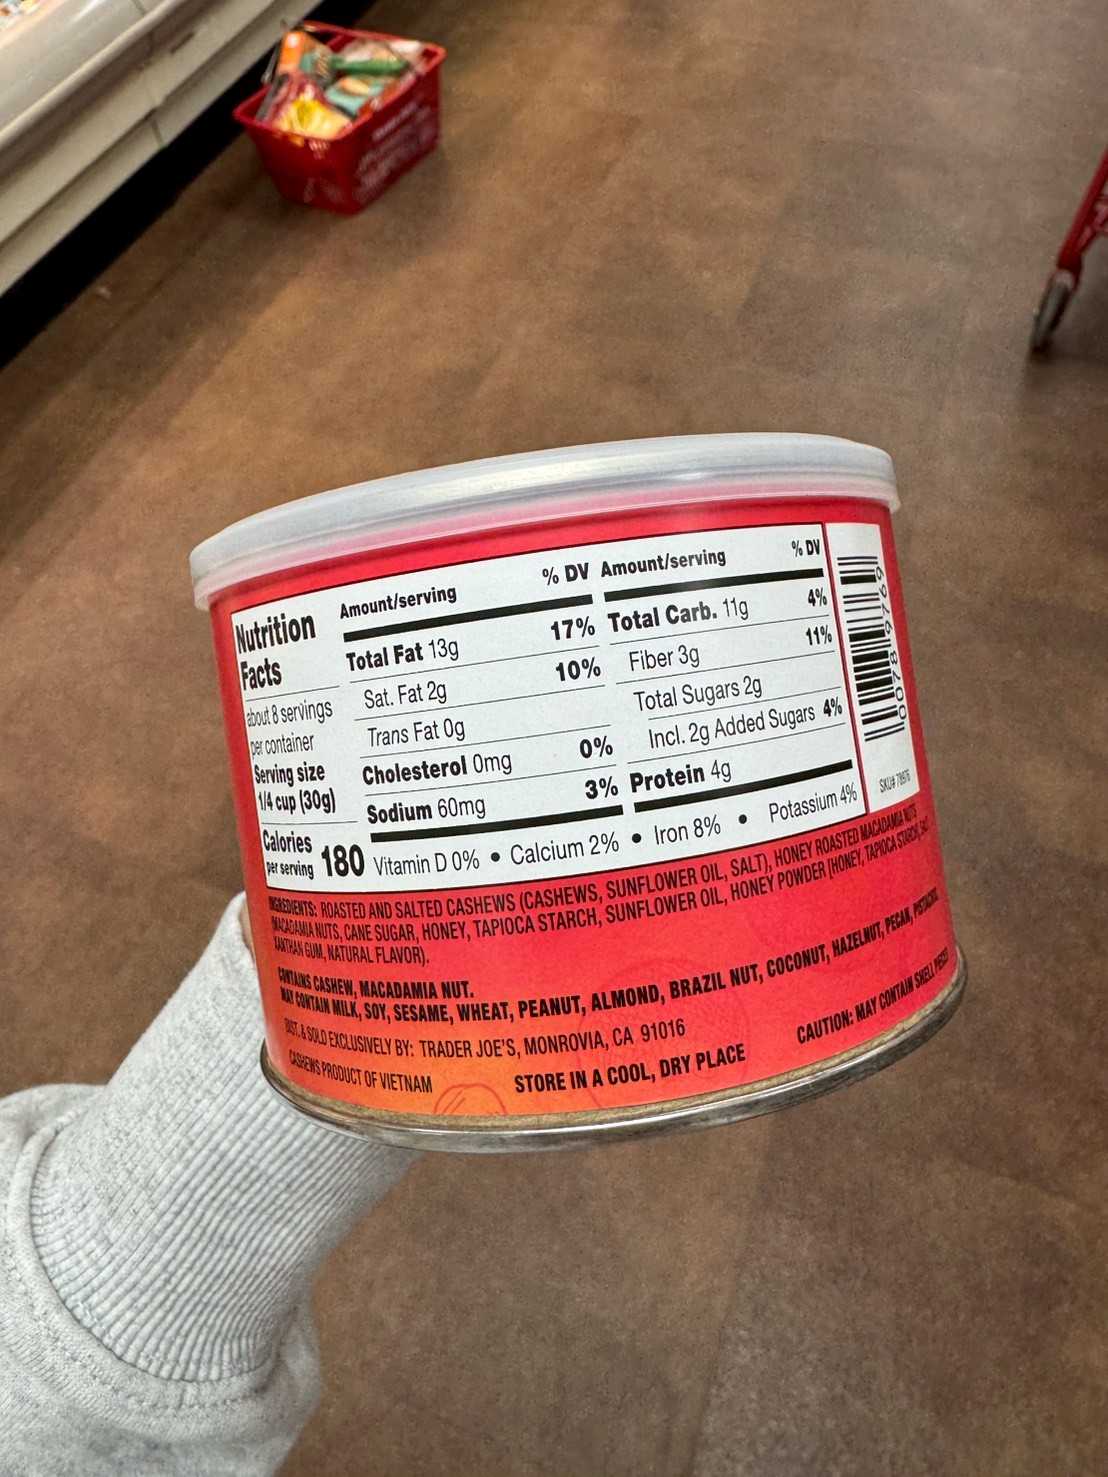 Nutrition
Facts
about 8 servings
per container
Serving size
1/4 cup (30g)
Calories
per serving 180
Amount/serving % DV
Total Fat 13g 17%
Sat. Fat 2g 10%
Trans Fat 0g
Cholesterol 0mg 0%
Sodium 60mg 3%
Amount/serving % DV
Total Carb. 11g 4%
Fiber 3g 11%
Total Sugars 2g
Incl. 2g Added Sugars 4%
Protein 4g
Vitamin D 0% • Calcium 2% • Iron 8% • Potassium 4%
SKU# 78976
INGREDIENTS: ROASTED AND SALTED CASHEWS (CASHEWS, SUNFLOWER OIL, SALT), HONEY ROASTED MACADAMIA NUTS
(MACADAMIA NUTS, CANE SUGAR, HONEY, TAPIOCA STARCH, SUNFLOWER OIL, HONEY POWDER [HONEY, TAPIOCA STARCH], SALT,
XANTHAN GUM, NATURAL FLAVOR).
CONTAINS CASHEW, MACADAMIA NUT.
MAY CONTAIN MILK, SOY, SESAME, WHEAT, PEANUT, ALMOND, BRAZIL NUT, COCONUT, HAZELNUT, PECAN, PISTACHIO,
DIST. & SOLD EXCLUSIVELY BY: TRADER JOE'S, MONROVIA, CA 91016
CASHEWS PRODUCT OF VIETNAM
STORE IN A COOL, DRY PLACE
CAUTION: MAY CONTAIN SHELL PIECES